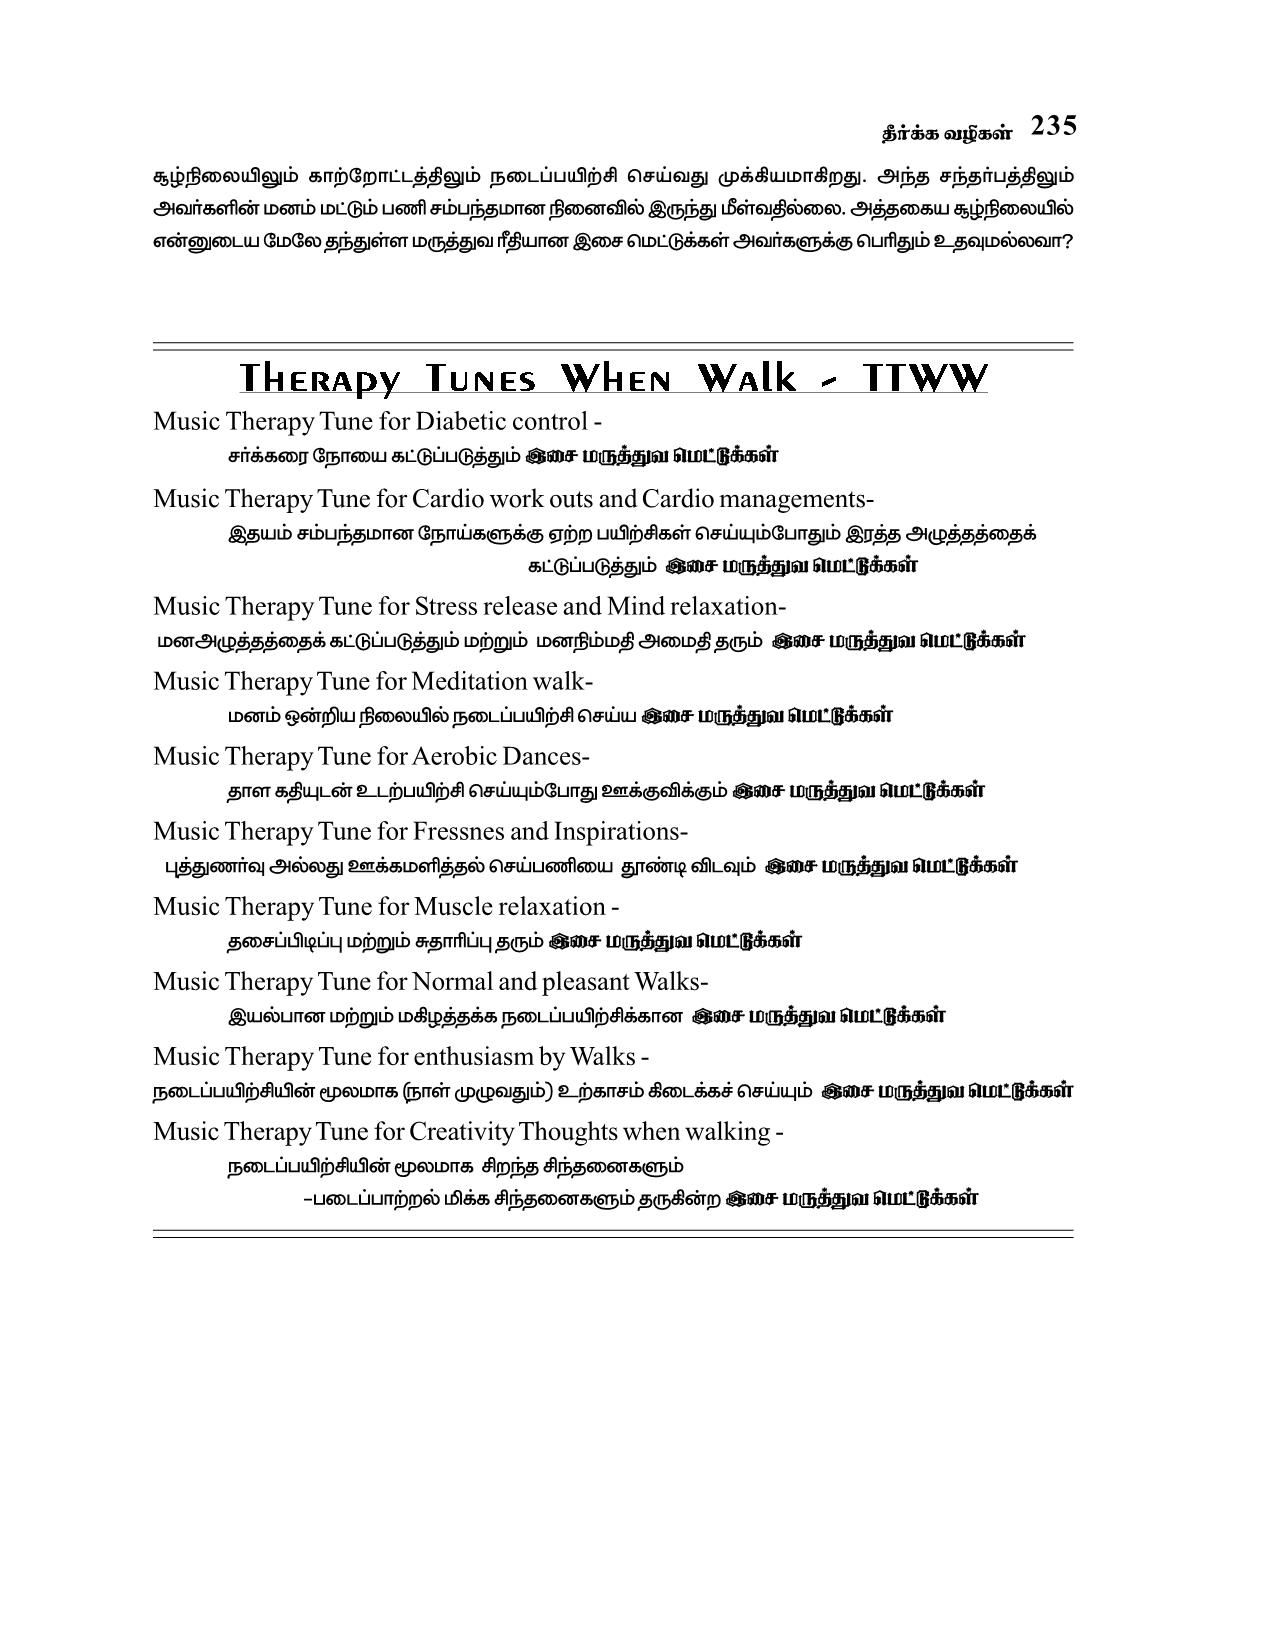 தீர்க்க வழிகள் 235
சூழ்நிலையிலும் காற்றோட்டத்திலும் நடைப்பயிற்சி செய்வது முக்கியமாகிறது. அந்த சந்தர்பத்திலும்
அவர்களின் மனம் மட்டும் பணி சம்பந்தமான நினைவில் இருந்து மீள்வதில்லை. அத்தகைய சூழ்நிலையில்
என்னுடைய மேலே தந்துள்ள மருத்துவ ரீதியான இசை மெட்டுக்கள் அவர்களுக்கு பெரிதும் உதவுமல்லவா?
Therapy Tunes When Walk - TTWW
Music Therapy Tune for Diabetic control -
சர்க்கரை நோயை கட்டுப்படுத்தும் இசை மருத்துவ மெட்டுக்கள்
Music Therapy Tune for Cardio work outs and Cardio managements-
இதயம் சம்பந்தமான நோய்களுக்கு ஏற்ற பயிற்சிகள் செய்யும்போதும் இரத்த அழுத்தத்தைக்
கட்டுப்படுத்தும் இசை மருத்துவ மெட்டுக்கள்
Music Therapy Tune for Stress release and Mind relaxation-
மனஅழுத்தத்தைக் கட்டுப்படுத்தும் மற்றும் மனநிம்மதி அமைதி தரும் இசை மருத்துவ மெட்டுக்கள்
Music Therapy Tune for Meditation walk-
மனம் ஒன்றிய நிலையில் நடைப்பயிற்சி செய்ய இசை மருத்துவ மெட்டுக்கள்
Music Therapy Tune for Aerobic Dances-
தாள கதியுடன் உடற்பயிற்சி செய்யும்போது ஊக்குவிக்கும் இசை மருத்துவ மெட்டுக்கள்
Music Therapy Tune for Fressnes and Inspirations-
புத்துணர்வு அல்லது ஊக்கமளித்தல் செய்பணியை தூண்டி விடவும் இசை மருத்துவ மெட்டுக்கள்
Music Therapy Tune for Muscle relaxation -
தசைப்பிடிப்பு மற்றும் சுதாரிப்பு தரும் இசை மருத்துவ மெட்டுக்கள்
Music Therapy Tune for Normal and pleasant Walks-
இயல்பான மற்றும் மகிழத்தக்க நடைப்பயிற்சிக்கான இசை மருத்துவ மெட்டுக்கள்
Music Therapy Tune for enthusiasm by Walks -
நடைப்பயிற்சியின் மூலமாக (நாள் முழுவதும்) உற்காசம் கிடைக்கச் செய்யும் இசை மருத்துவ மெட்டுக்கள்
Music Therapy Tune for Creativity Thoughts when walking -
நடைப்பயிற்சியின் மூலமாக சிறந்த சிந்தனைகளும்
-படைப்பாற்றல் மிக்க சிந்தனைகளும் தருகின்ற இசை மருத்துவ மெட்டுக்கள்